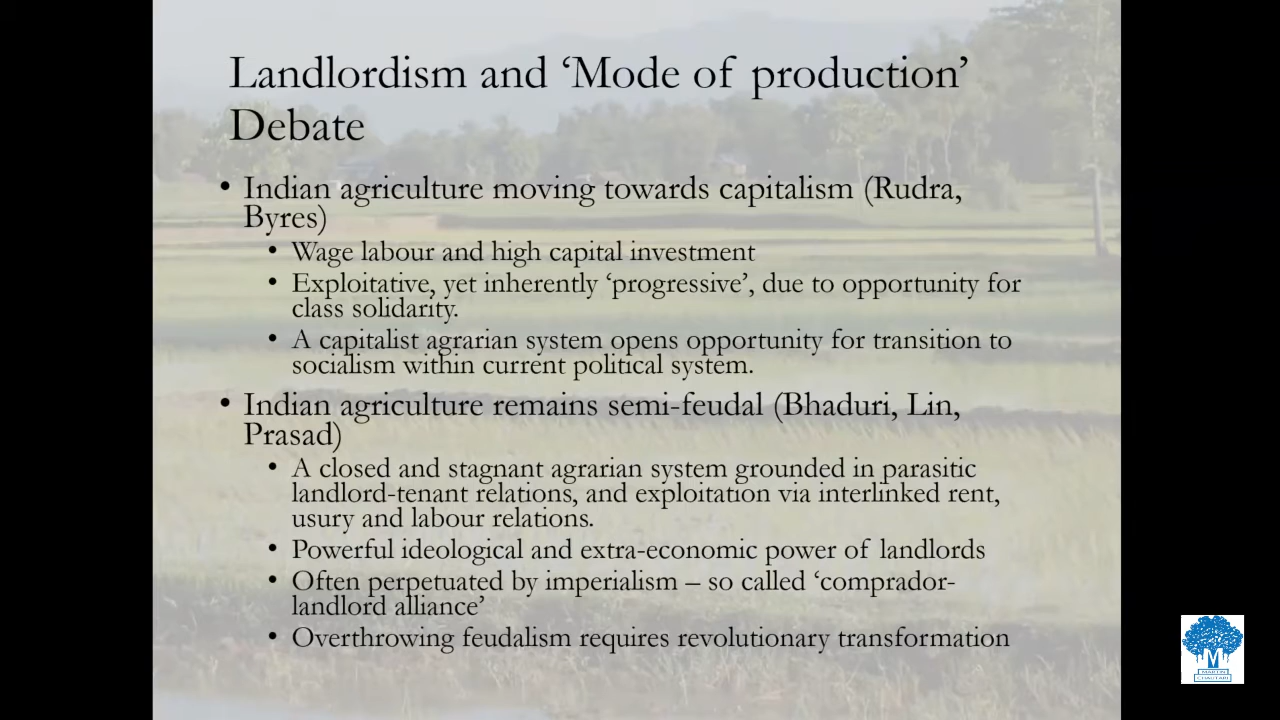 Landlordism and ‘Mode of production’
Debate
• Indian agriculture moving towards capitalism (Rudra,
Byres)
• Wage labour and high capital investment
• Exploitative, yet inherently ‘progressive’, due to opportunity for
class solidarity.
• A capitalist agrarian system opens opportunity for transition to
socialism within current political system.
• Indian agriculture remains semi-feudal (Bhaduri, Lin,
Prasad)
• A closed and stagnant agrarian system grounded in parasitic
landlord-tenant relations, and exploitation via interlinked rent,
usury and labour relations.
• Powerful ideological and extra-economic power of landlords
• Often perpetuated by imperialism – so called ‘comprador-
landlord alliance’
• Overthrowing feudalism requires revolutionary transformation
M
MARTIN
CHAUTARI